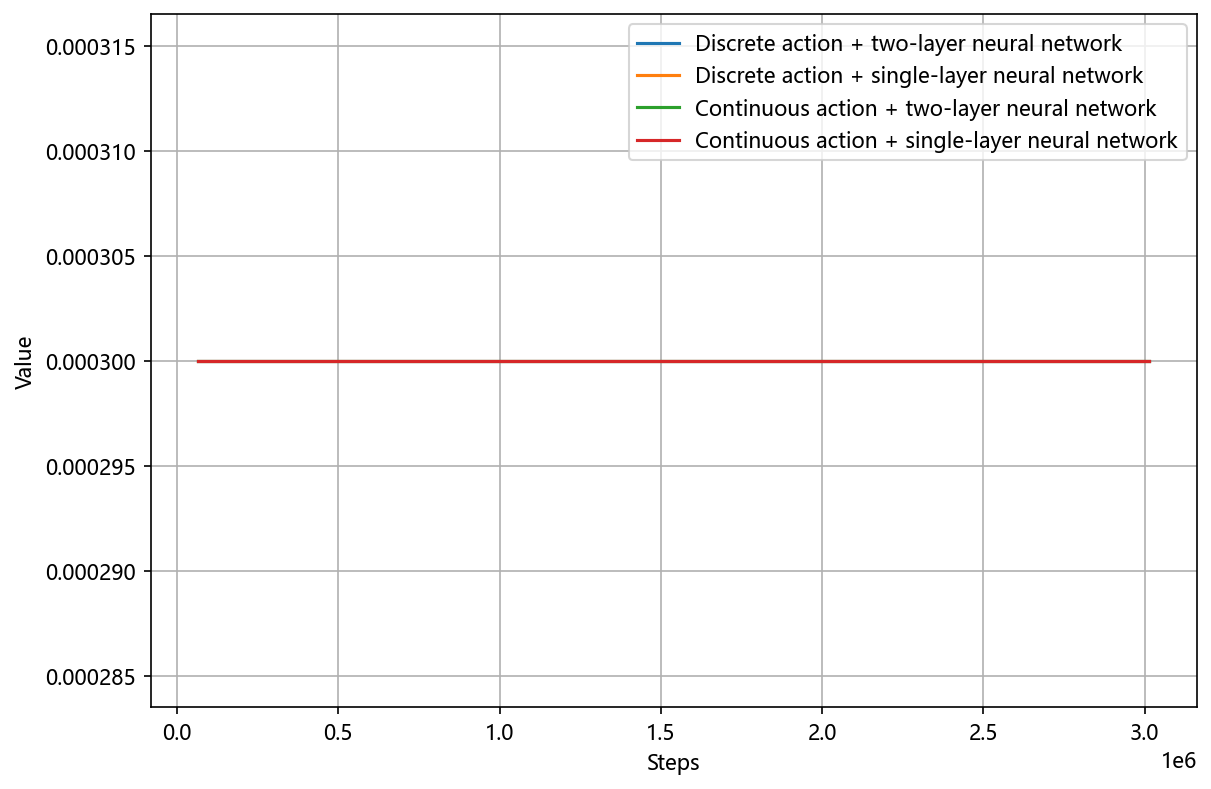 0.000315
0.000310
0.000305
0.000300
0.000295
0.000290
0.000285
Value
Discrete action + two-layer neural network
Discrete action + single-layer neural network
Continuous action + two-layer neural network
Continuous action + single-layer neural network
0.0 0.5 1.0 1.5 2.0 2.5 3.0
1e6
Steps